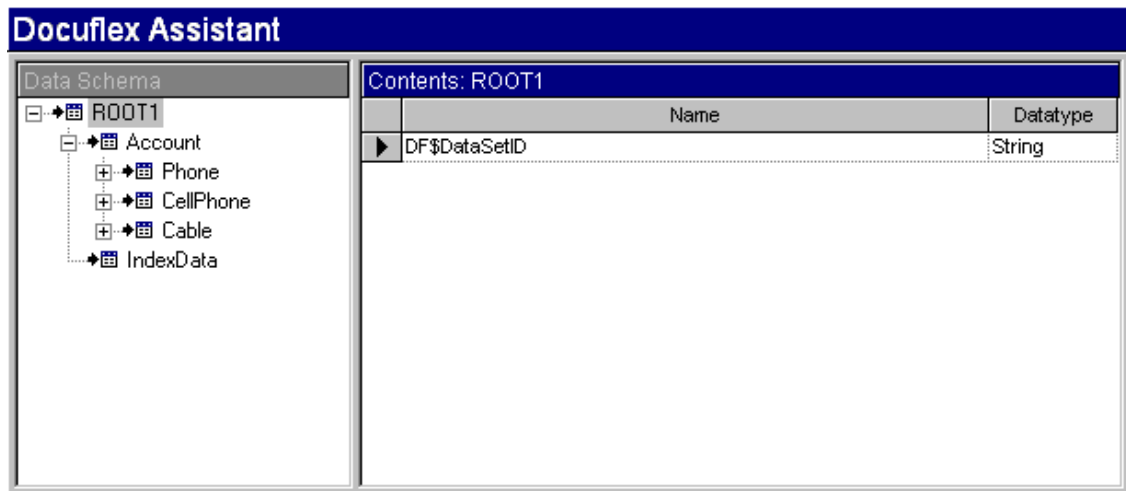 Docuflex Assistant
Data Schema
ROOT1
Account
Phone
CellPhone
Cable
IndexData
Contents: ROOT1
Name Datatype
DF$DataSetID String